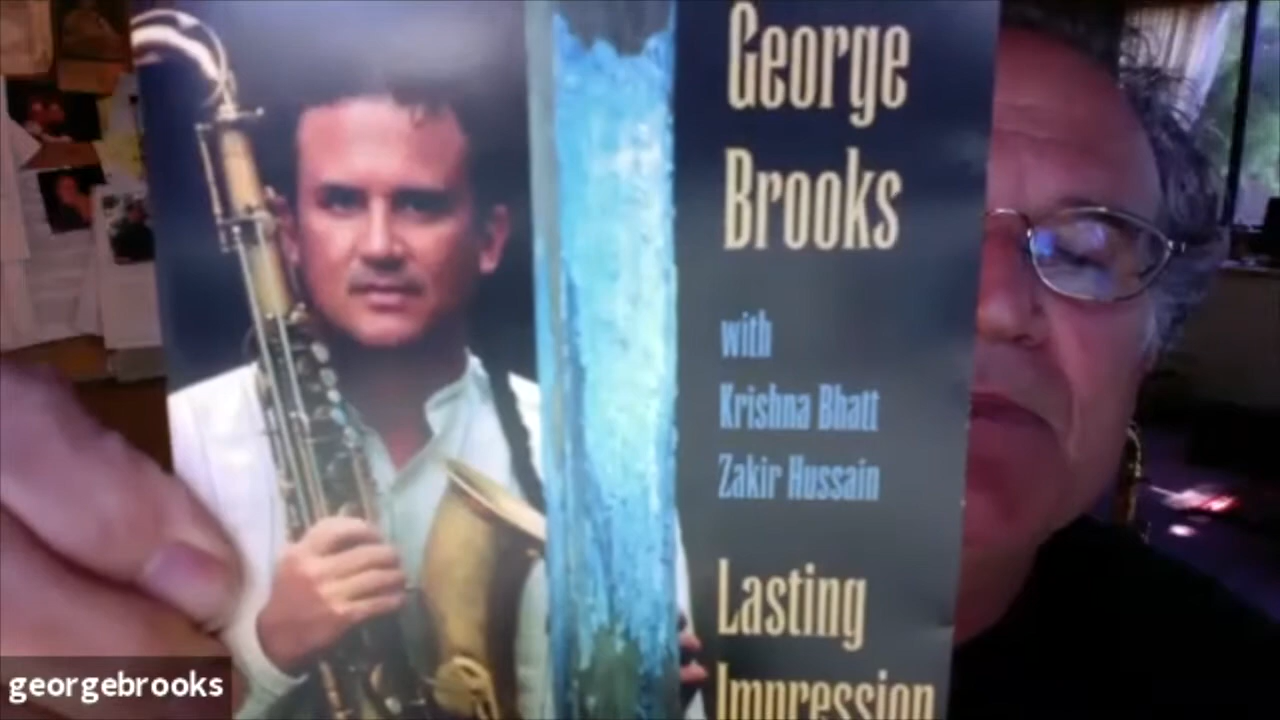 George
Brooks
with
Krishna Bhatt
Zakir Hussain
Lasting
Impression
georgebrooks